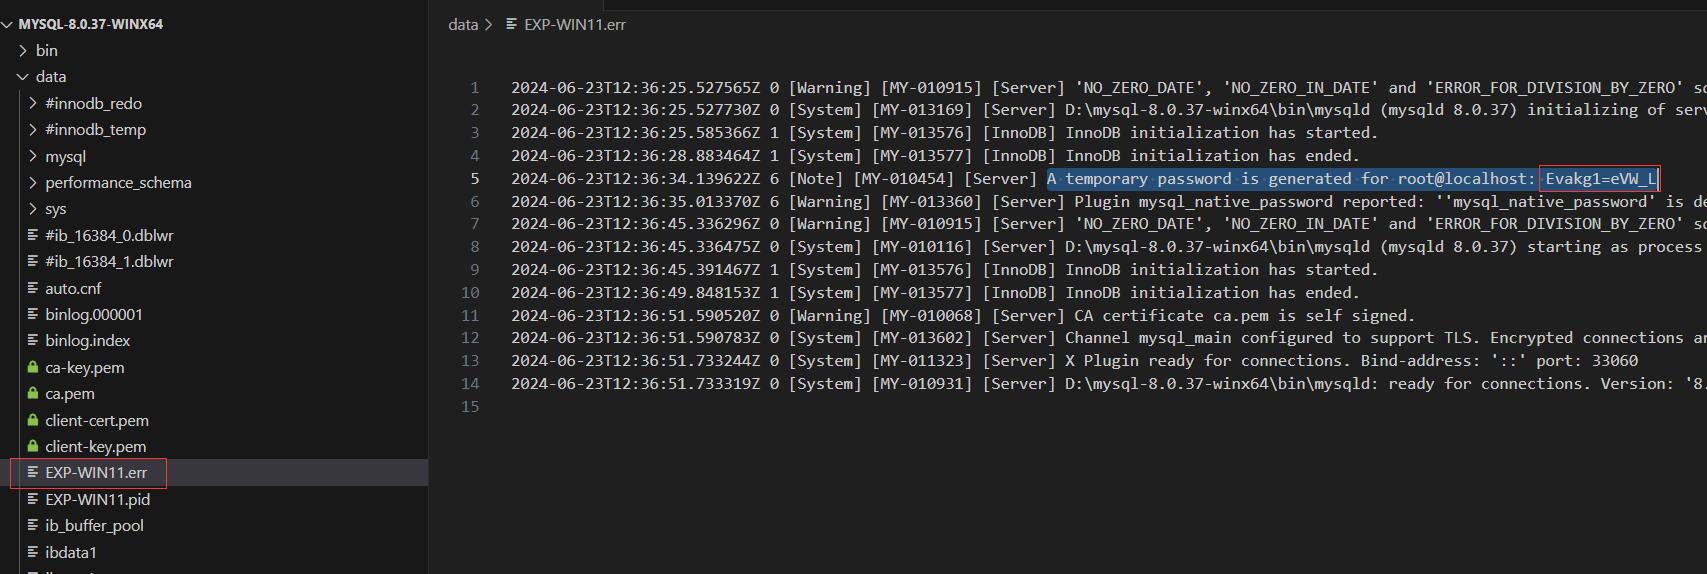 MYSQL-8.0.37-WINX64
bin
data
#innodb_redo
#innodb_temp
mysql
performance_schema
sys
#ib_16384_0.dblwr
#ib_16384_1.dblwr
auto.cnf
binlog.000001
binlog.index
ca-key.pem
ca.pem
client-cert.pem
client-key.pem
EXP-WIN11.err
EXP-WIN11.pid
ib_buffer_pool
ibdata1
data > EXP-WIN11.err
1 2024-06-23T12:36:25.527565Z 0 [Warning] [MY-010915] [Server] 'NO_ZERO_DATE', 'NO_ZERO_IN_DATE' and 'ERROR_FOR_DIVISION_BY_ZERO' sq
2 2024-06-23T12:36:25.527730Z 0 [System] [MY-013169] [Server] D:\mysql-8.0.37-winx64\bin\mysqld (mysqld 8.0.37) initializing of serv
3 2024-06-23T12:36:25.585366Z 1 [System] [MY-013576] [InnoDB] InnoDB initialization has started.
4 2024-06-23T12:36:28.883464Z 1 [System] [MY-013577] [InnoDB] InnoDB initialization has ended.
5 2024-06-23T12:36:34.139622Z 6 [Note] [MY-010454] [Server] A temporary password is generated for root@localhost: Evakg1=eVW_L
6 2024-06-23T12:36:35.013370Z 6 [Warning] [MY-013360] [Server] Plugin mysql_native_password reported: ''mysql_native_password' is de
7 2024-06-23T12:36:45.336296Z 0 [Warning] [MY-010915] [Server] 'NO_ZERO_DATE', 'NO_ZERO_IN_DATE' and 'ERROR_FOR_DIVISION_BY_ZERO' sq
8 2024-06-23T12:36:45.336475Z 0 [System] [MY-010116] [Server] D:\mysql-8.0.37-winx64\bin\mysqld (mysqld 8.0.37) starting as process
9 2024-06-23T12:36:45.391467Z 1 [System] [MY-013576] [InnoDB] InnoDB initialization has started.
10 2024-06-23T12:36:49.848153Z 1 [System] [MY-013577] [InnoDB] InnoDB initialization has ended.
11 2024-06-23T12:36:51.590520Z 0 [Warning] [MY-010068] [Server] CA certificate ca.pem is self signed.
12 2024-06-23T12:36:51.590783Z 0 [System] [MY-013602] [Server] Channel mysql_main configured to support TLS. Encrypted connections ar
13 2024-06-23T12:36:51.733244Z 0 [System] [MY-011323] [Server] X Plugin ready for connections. Bind-address: '::' port: 33060
14 2024-06-23T12:36:51.733319Z 0 [System] [MY-010931] [Server] D:\mysql-8.0.37-winx64\bin\mysqld: ready for connections. Version: '8.
15